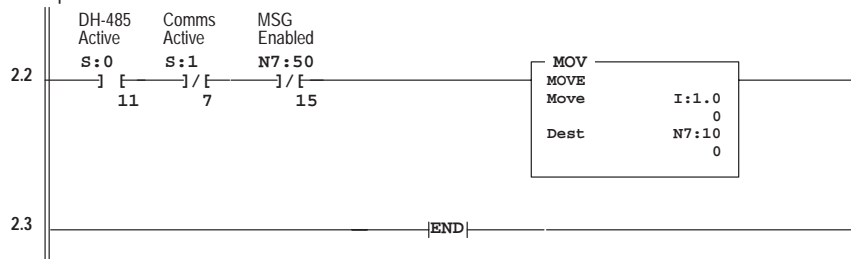 DH-485 Comms MSG
Active Active Enabled
S:0 S:1 N7:50 MOV
2.2 ] [ ]/[ ]/[ MOVE
11 7 15 Move I:1.0
0
Dest N7:10
0
2.3 END